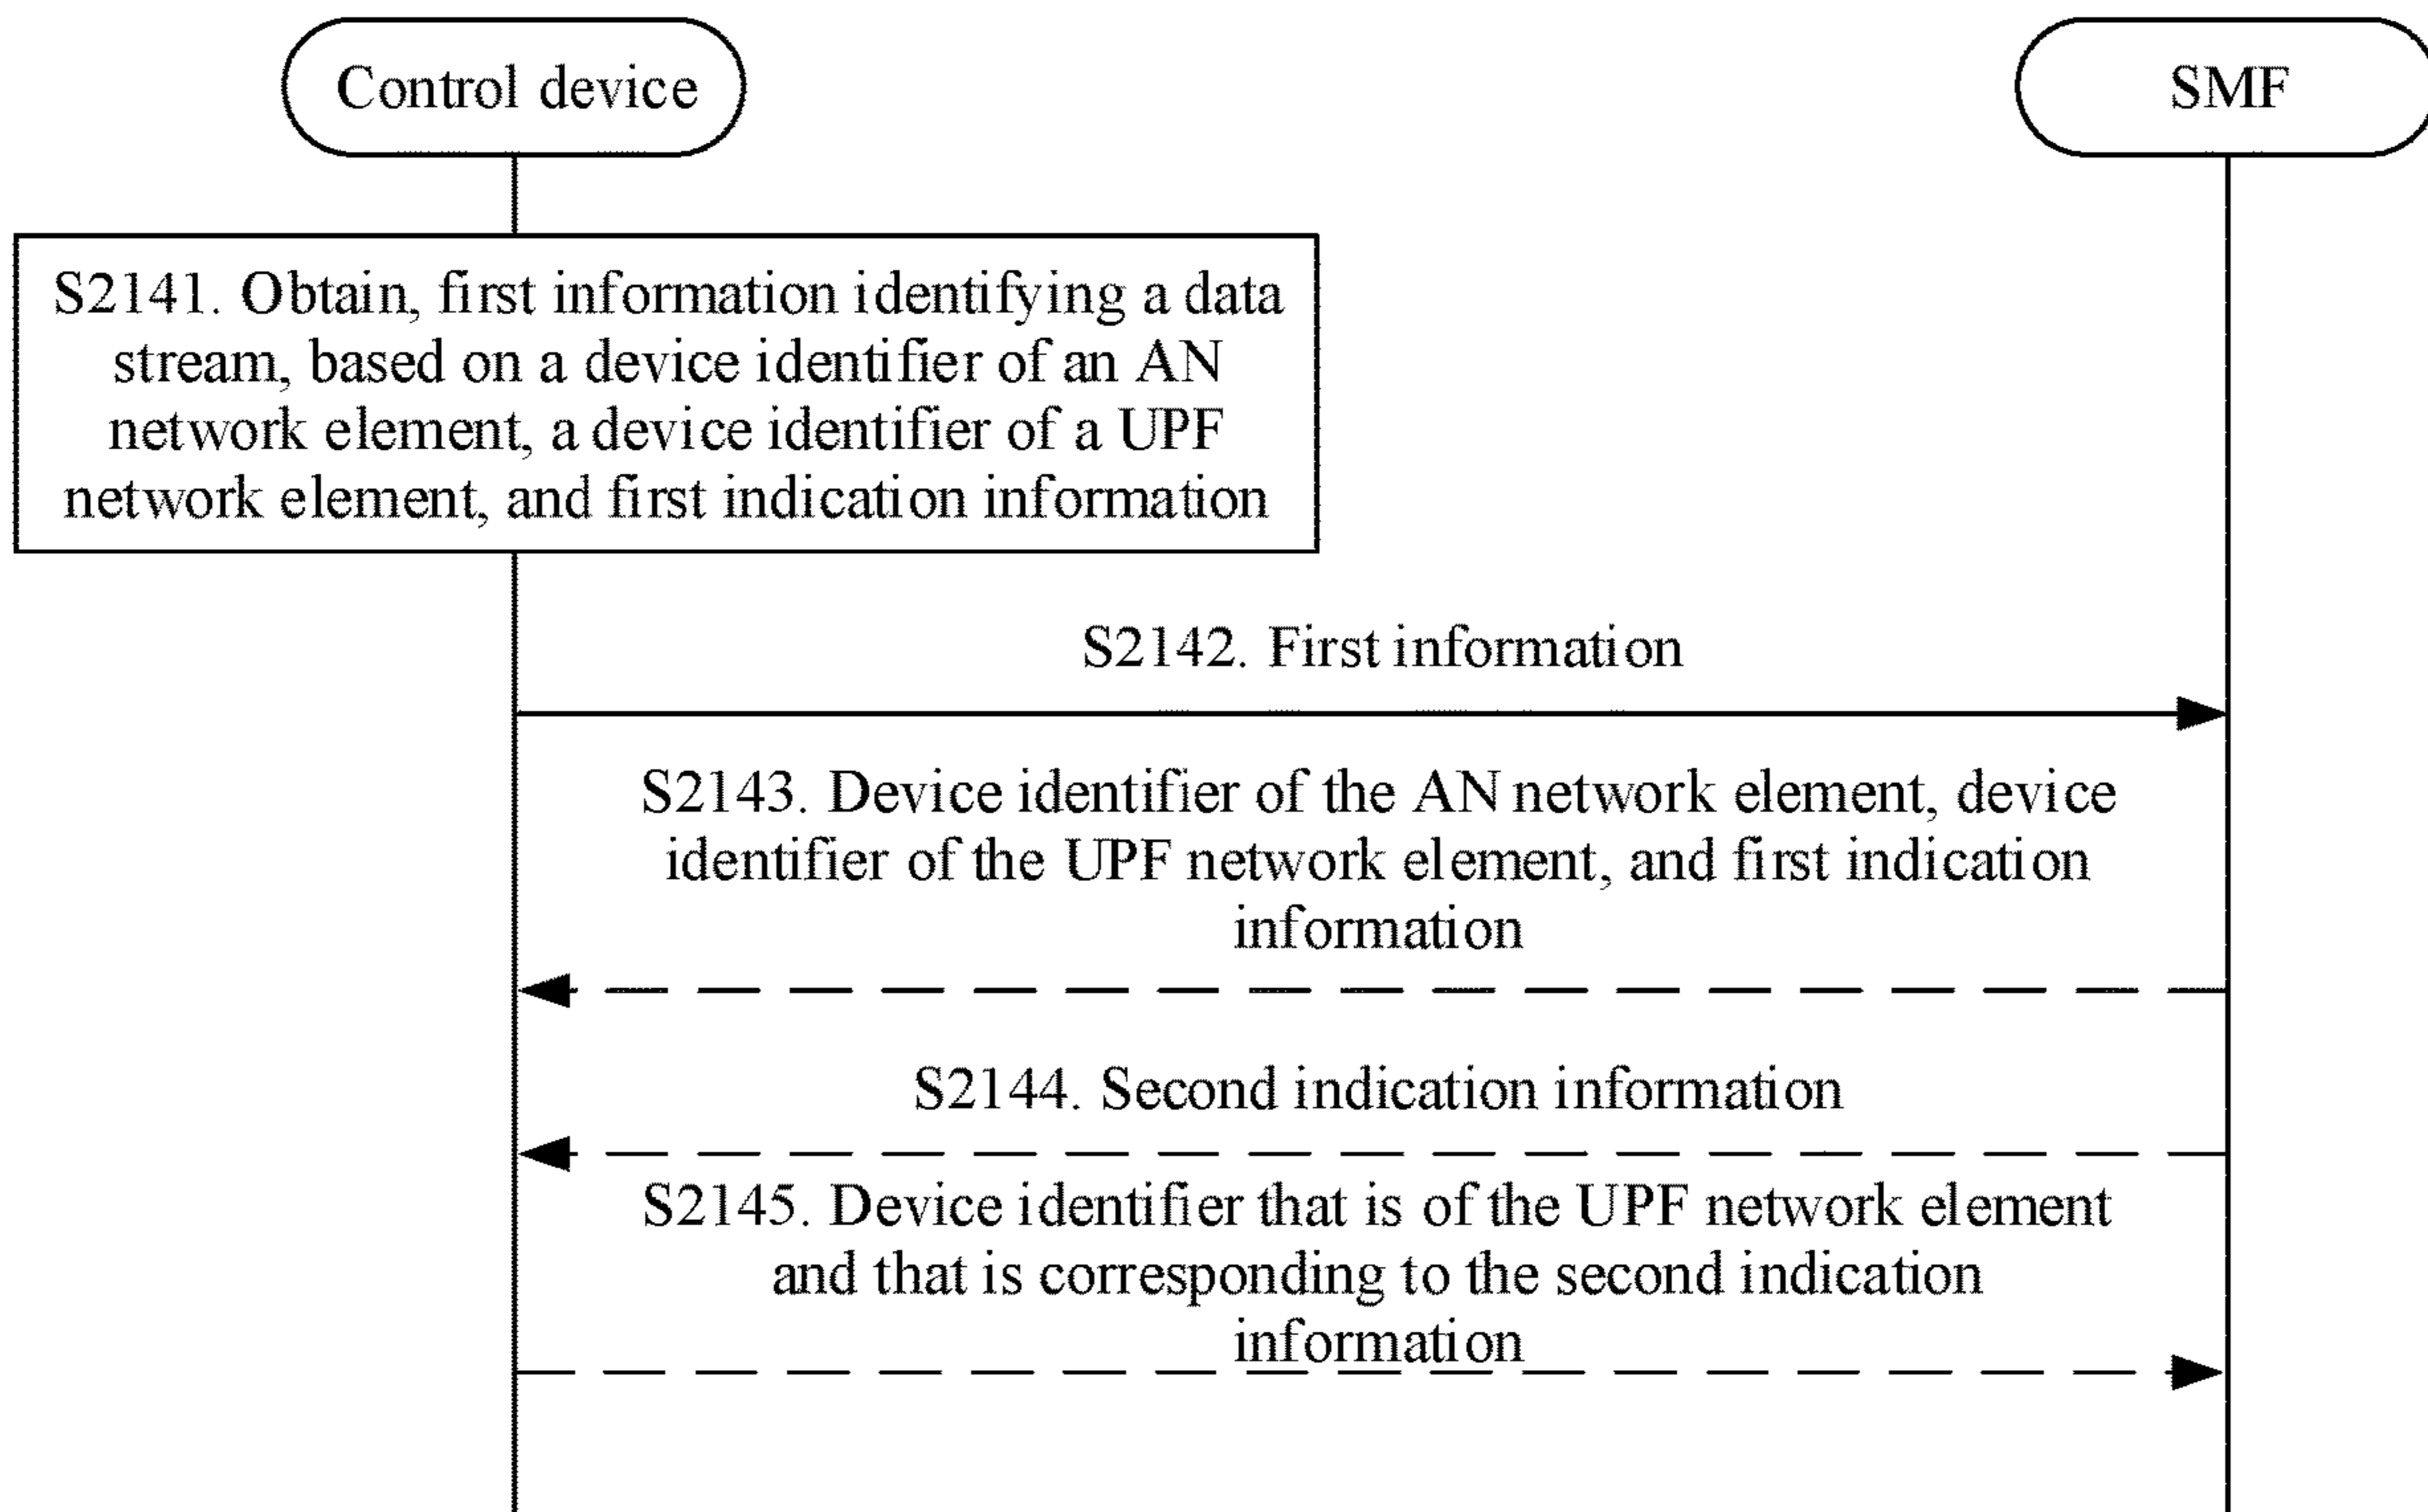 Control device
SMF
S2141. Obtain, first information identifying a data
stream, based on a device identifier of an AN
network element, a device identifier of a UPF
network element, and first indication information
S2142. First information
S2143. Device identifier of the AN network element, device
identifier of the UPF network element, and first indication
information
S2144. Second indication information
S2145. Device identifier that is of the UPF network element
and that is corresponding to the second indication
information